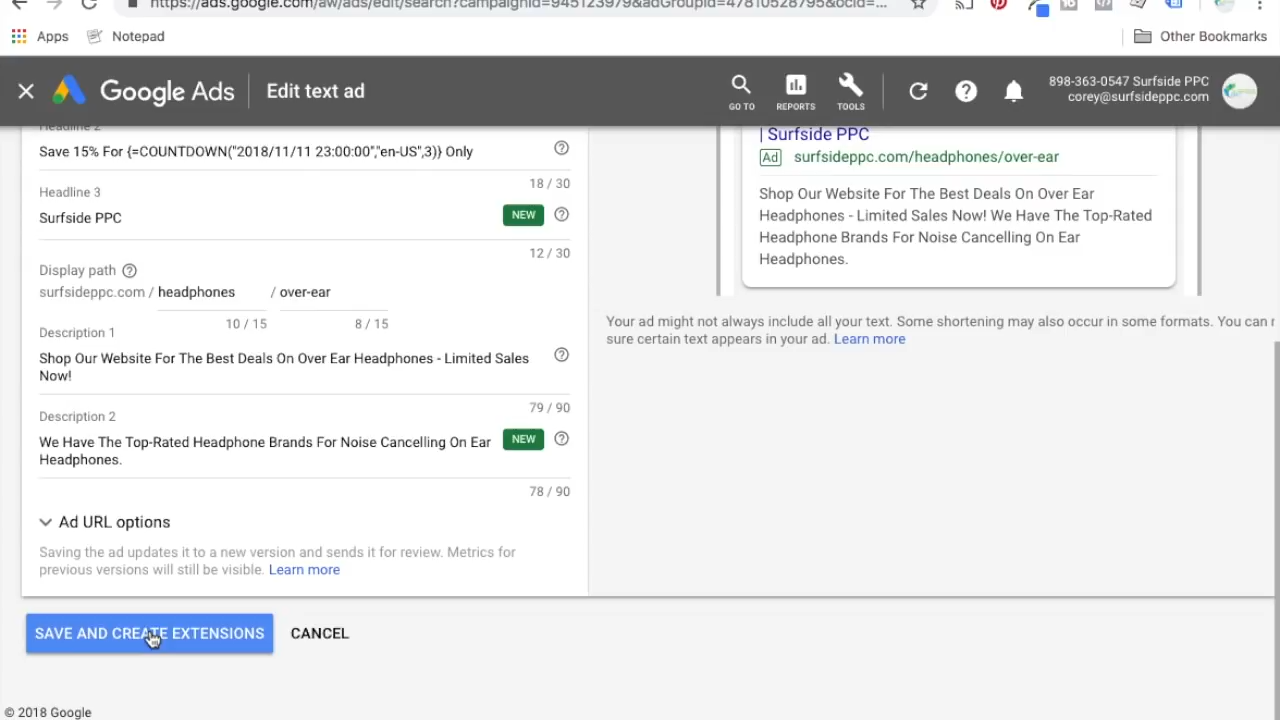 https://ads.google.com/aw/ads/edit/search?campaignId=945123979&adGroupId=47810528795&ocid=...
Apps
Notepad
Other Bookmarks
Google Ads
Edit text ad
GO TO
REPORTS
TOOLS
898-363-0547 Surfside PPC
corey@surfsideppc.com
Headline 2
Save 15% For {=COUNTDOWN("2018/11/11 23:00:00","en-US",3)} Only
18 / 30
Headline 3
Surfside PPC
NEW
12 / 30
Display path
surfsideppc.com / headphones / over-ear
10 / 15
8 / 15
Description 1
Shop Our Website For The Best Deals On Over Ear Headphones - Limited Sales
Now!
79 / 90
Description 2
We Have The Top-Rated Headphone Brands For Noise Cancelling On Ear
Headphones.
NEW
78 / 90
Ad URL options
Saving the ad updates it to a new version and sends it for review. Metrics for
previous versions will still be visible. Learn more
SAVE AND CREATE EXTENSIONS
CANCEL
© 2018 Google
| Surfside PPC
Ad surfsideppc.com/headphones/over-ear
Shop Our Website For The Best Deals On Over Ear
Headphones - Limited Sales Now! We Have The Top-Rated
Headphone Brands For Noise Cancelling On Ear
Headphones.
Your ad might not always include all your text. Some shortening may also occur in some formats. You can
sure certain text appears in your ad. Learn more